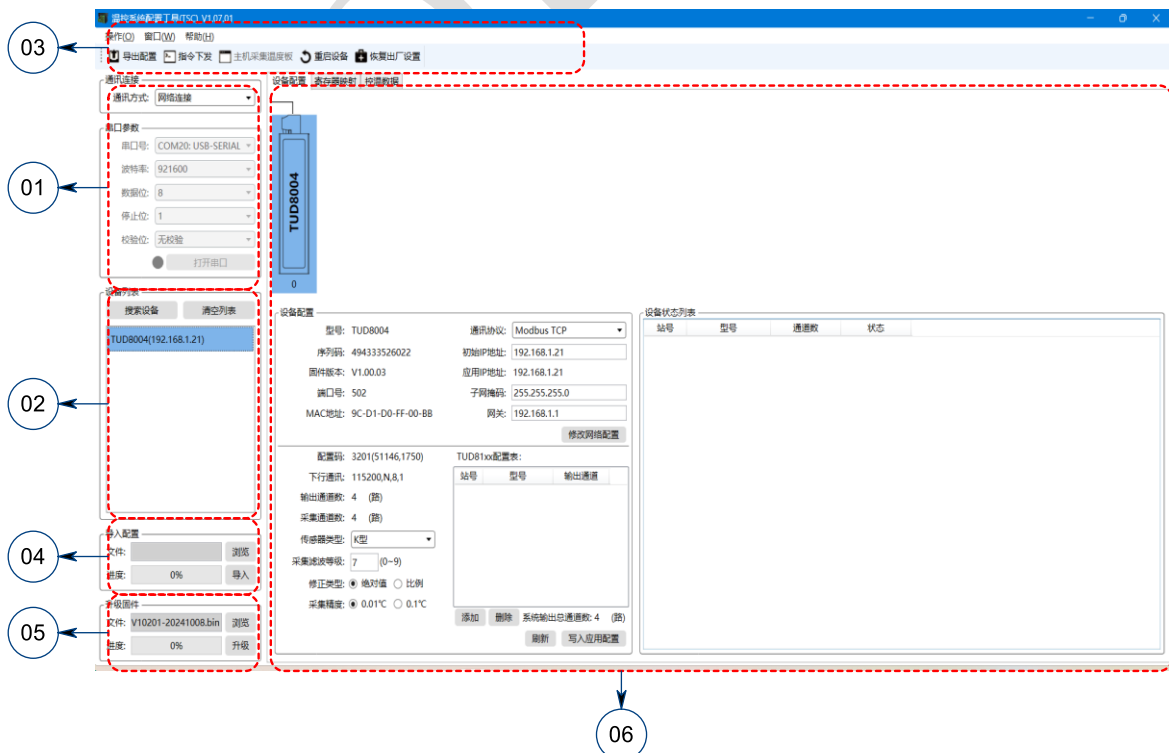 温控系统配置工具(TSC) V1.07.01
操作(O) 窗口(W) 帮助(H)
导出配置 指令下发 主机采集温度板 重启设备 恢复出厂设置
03
通讯连接
通讯方式: 网络连接
串口参数
串口号: COM20: USB-SERIAL
波特率: 921600
数据位: 8
停止位: 1
校验位: 无校验
打开串口
01
设备列表
搜索设备 清空列表
TUD8004(192.168.1.21)
02
导入配置
文件: 浏览
进度: 0% 导入
04
升级固件
文件: V10201-20241008.bin 浏览
进度: 0% 升级
05
设备配置 寄存器映射 控温数据
TUD8004
0
设备配置
型号: TUD8004 通讯协议: Modbus TCP
序列码: 494333526022 初始IP地址: 192.168.1.21
固件版本: V1.00.03 应用IP地址: 192.168.1.21
端口号: 502 子网掩码: 255.255.255.0
MAC地址: 9C-D1-D0-FF-00-BB 网关: 192.168.1.1
修改网络配置
配置码: 3201(51146,1750) TUD81xx配置表:
下行通讯: 115200,N,8,1 站号 型号 输出通道
输出通道数: 4 (路)
采集通道数: 4 (路)
传感器类型: K型
采集滤波等级: 7 (0~9)
修正类型: 绝对值 比例
采集精度: 0.01℃ 0.1℃
添加 删除 系统输出总通道数: 4 (路)
刷新 写入应用配置
设备状态列表
站号 型号 通道数 状态
06